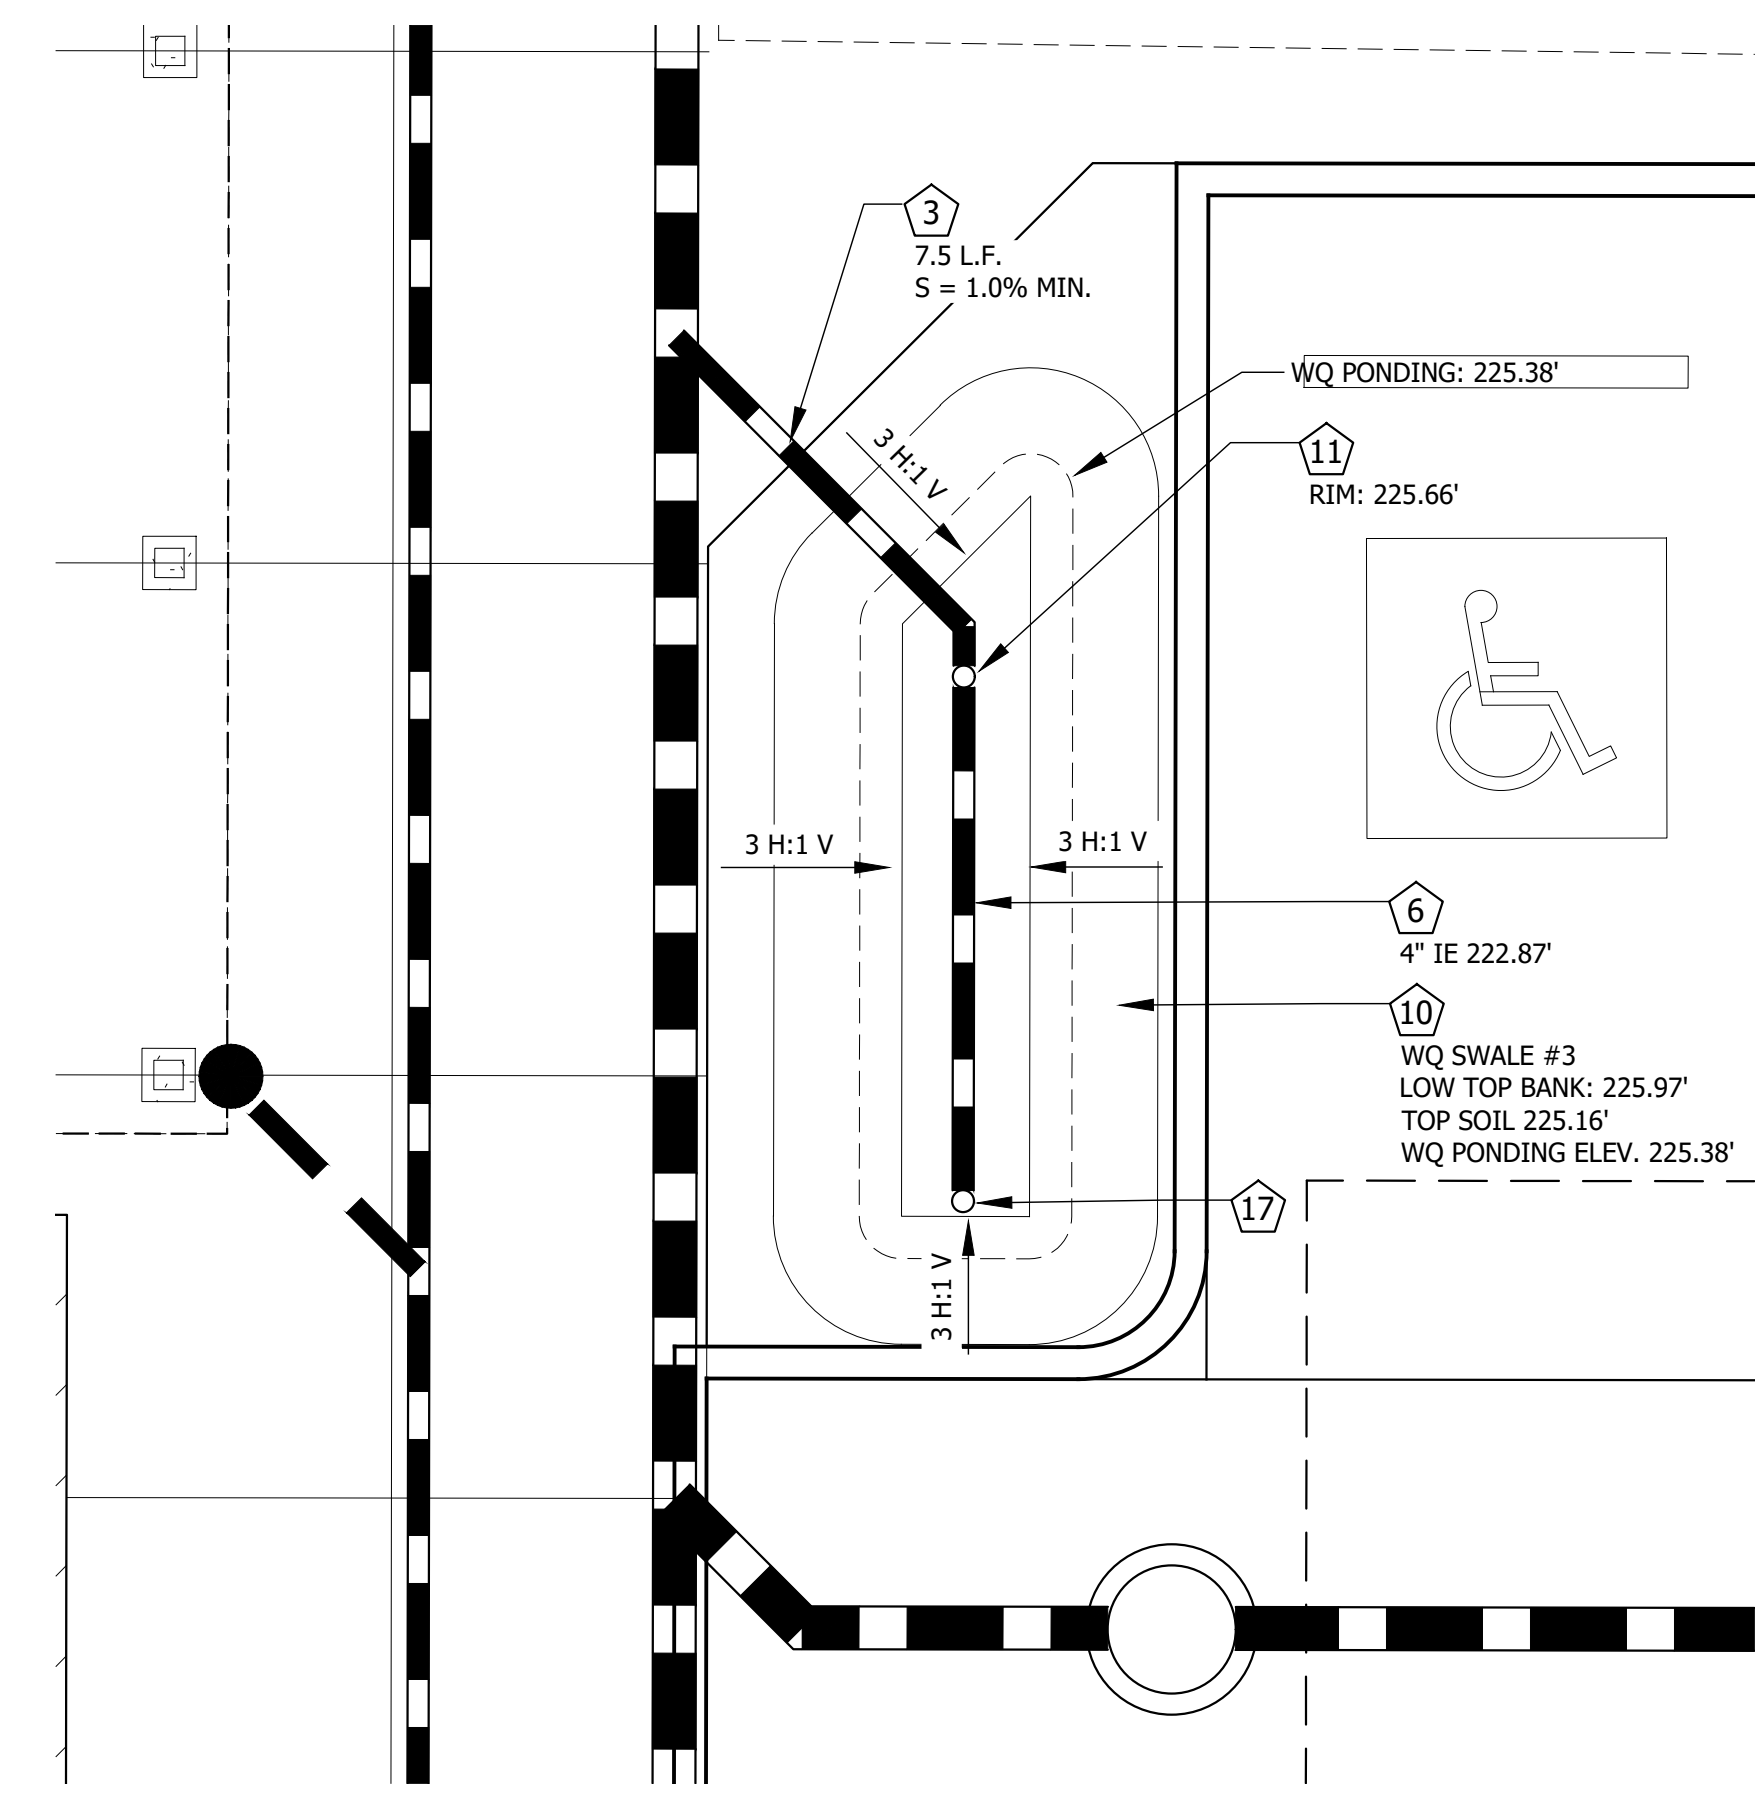 3
7.5 L.F.
S = 1.0% MIN.
WQ PONDING: 225.38'
11
RIM: 225.66'
3 H:1 V
3 H:1 V
3 H:1 V
6
4" IE 222.87'
10
WQ SWALE #3
LOW TOP BANK: 225.97'
TOP SOIL 225.16'
WQ PONDING ELEV. 225.38'
17
3 H:1 V